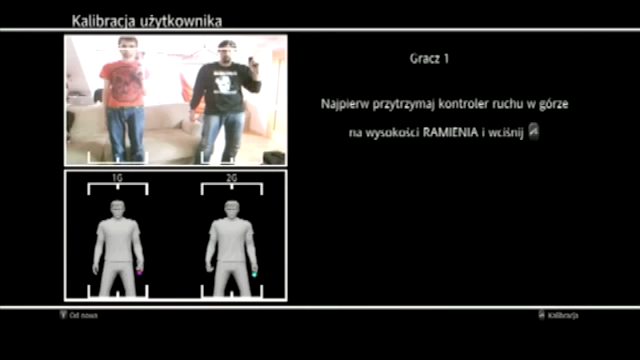 Kalibracja użytkownika
Gracz 1
Najpierw przytrzymaj kontroler ruchu w górze
na wysokości RAMIENIA i wciśnij
1G
2G
Od nowa
Kalibracja